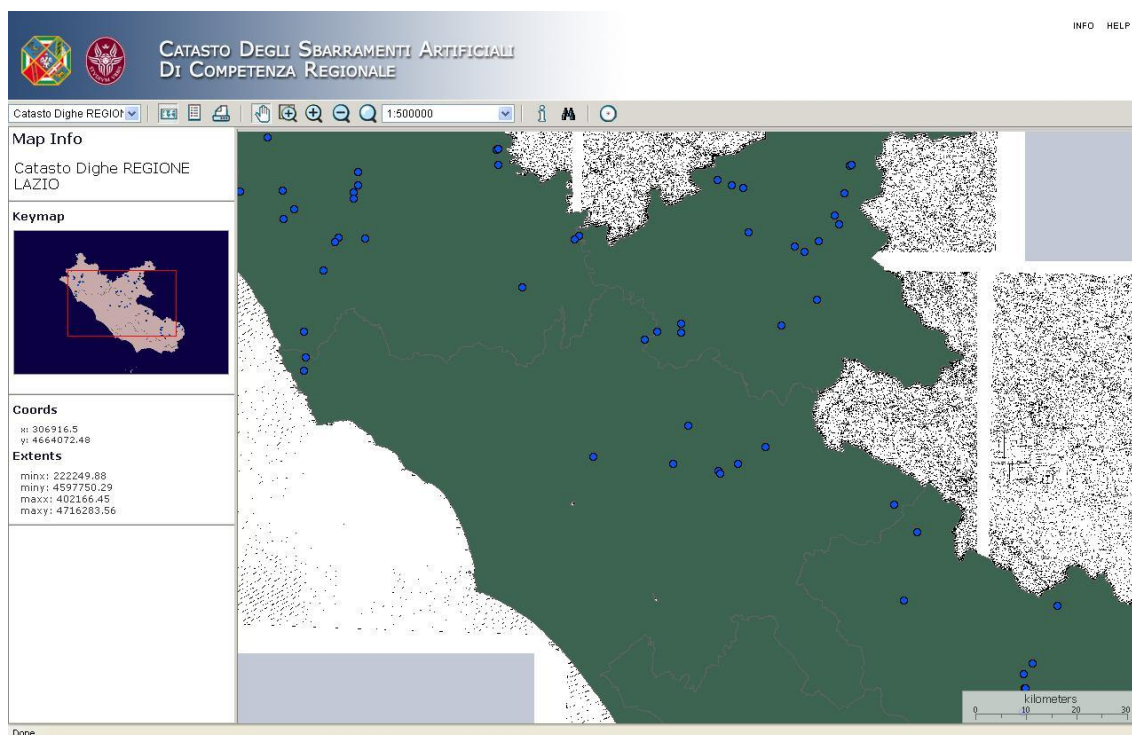 INFO HELP
CATASTO DEGLI SBARRAMENTI ARTIFICIALI
DI COMPETENZA REGIONALE
Catasto Dighe REGION
1:500000
Map Info
Catasto Dighe REGIONE
LAZIO
Keymap
Coords
x: 306916.5
y: 4664072.48
Extents
minx: 222249.88
miny: 4597750.29
maxx: 402166.45
maxy: 4716283.56
kilometers
0 10 20 30
Done